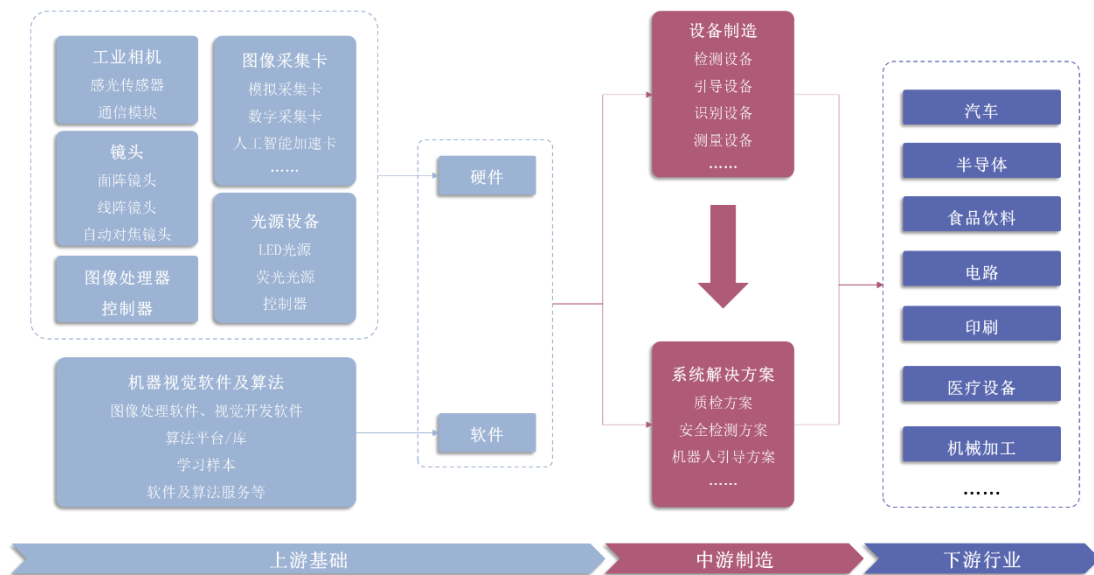 工业相机
感光传感器
通信模块
镜头
面阵镜头
线阵镜头
自动对焦镜头
图像处理器
控制器
图像采集卡
模拟采集卡
数字采集卡
人工智能加速卡
……
光源设备
LED光源
荧光光源
控制器
机器视觉软件及算法
图像处理软件、视觉开发软件
算法平台/库
学习样本
软件及算法服务等
硬件
软件
设备制造
检测设备
引导设备
识别设备
测量设备
……
系统解决方案
质检方案
安全检测方案
机器人引导方案
……
汽车
半导体
食品饮料
电路
印刷
医疗设备
机械加工
……
上游基础
中游制造
下游行业